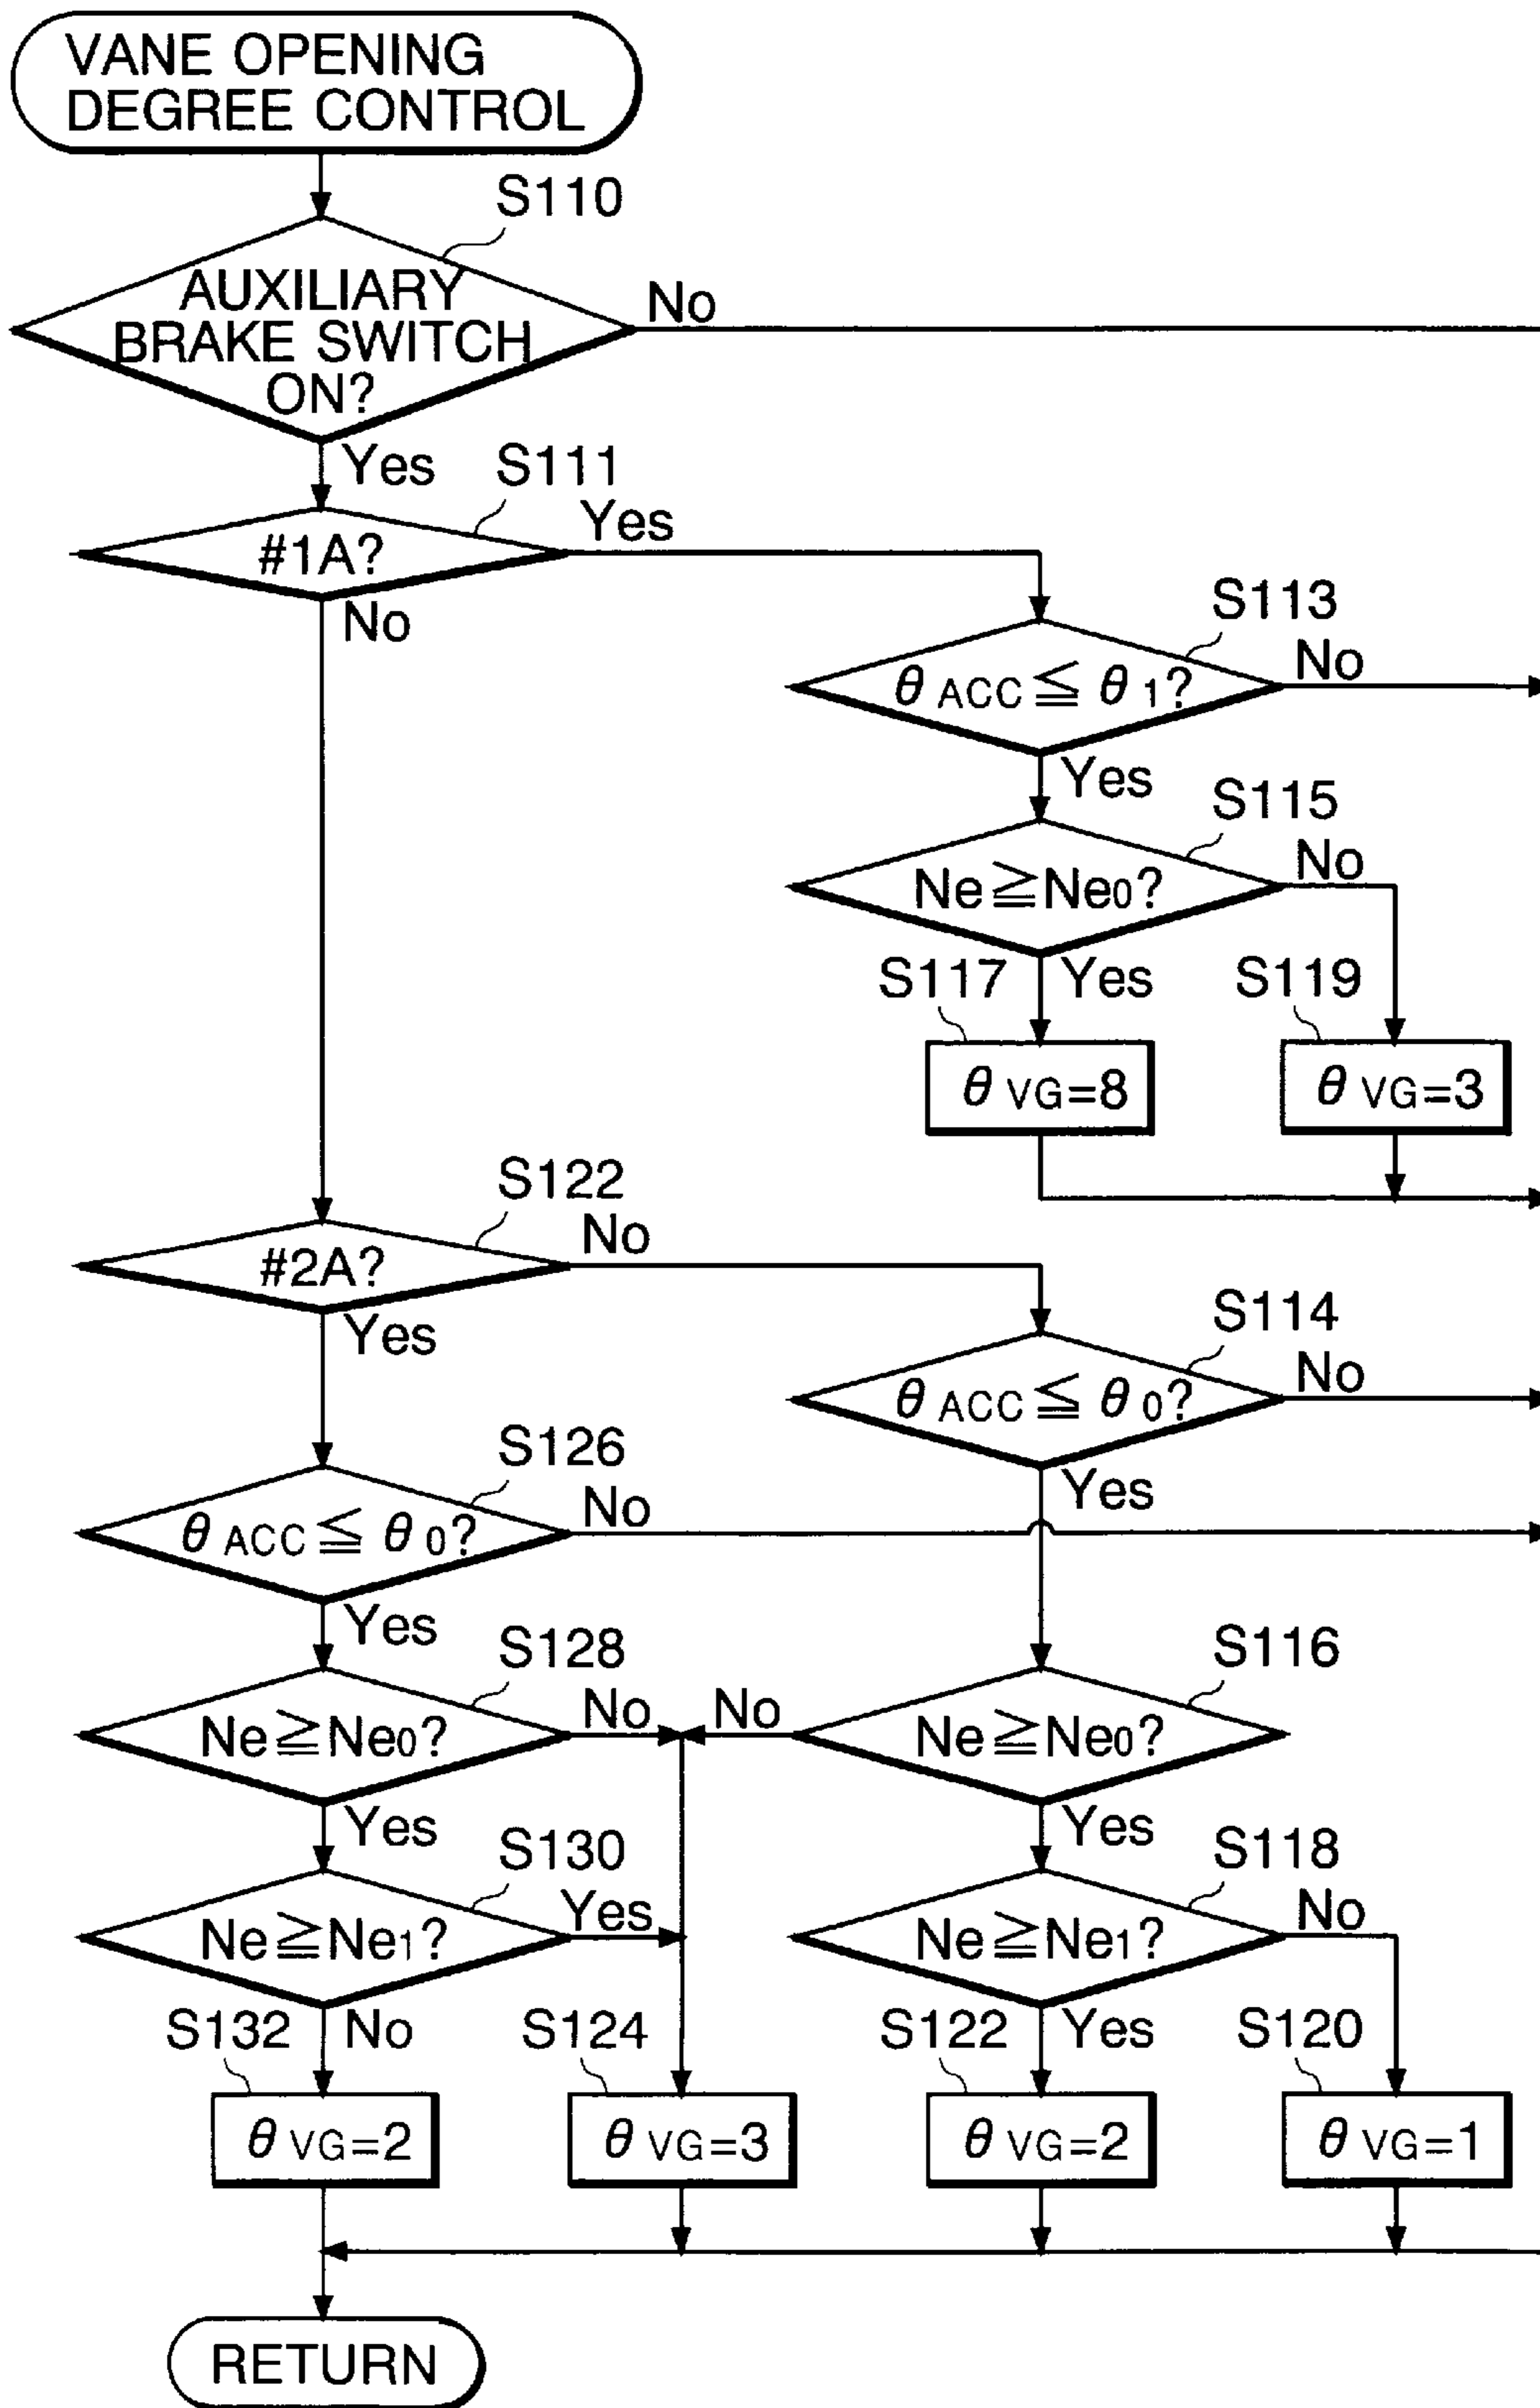 VANE OPENING
DEGREE CONTROL
S110
AUXILIARY
BRAKE SWITCH
ON?
No
Yes
S111
#1A?
Yes
No
S113
θ ACC ≦ θ 1?
No
Yes
S115
Ne≧Ne0?
No
Yes
S117
S119
θ VG=8
θ VG=3
S122
#2A?
No
Yes
S114
θ ACC ≦ θ 0?
No
Yes
S126
θ ACC ≦ θ 0?
No
Yes
S128
Ne≧Ne0?
No
No
S116
Ne≧Ne0?
Yes
Yes
S130
Ne≧Ne1?
Yes
S118
Ne≧Ne1?
No
S132
No
S124
S122
Yes
S120
θ VG=2
θ VG=3
θ VG=2
θ VG=1
RETURN